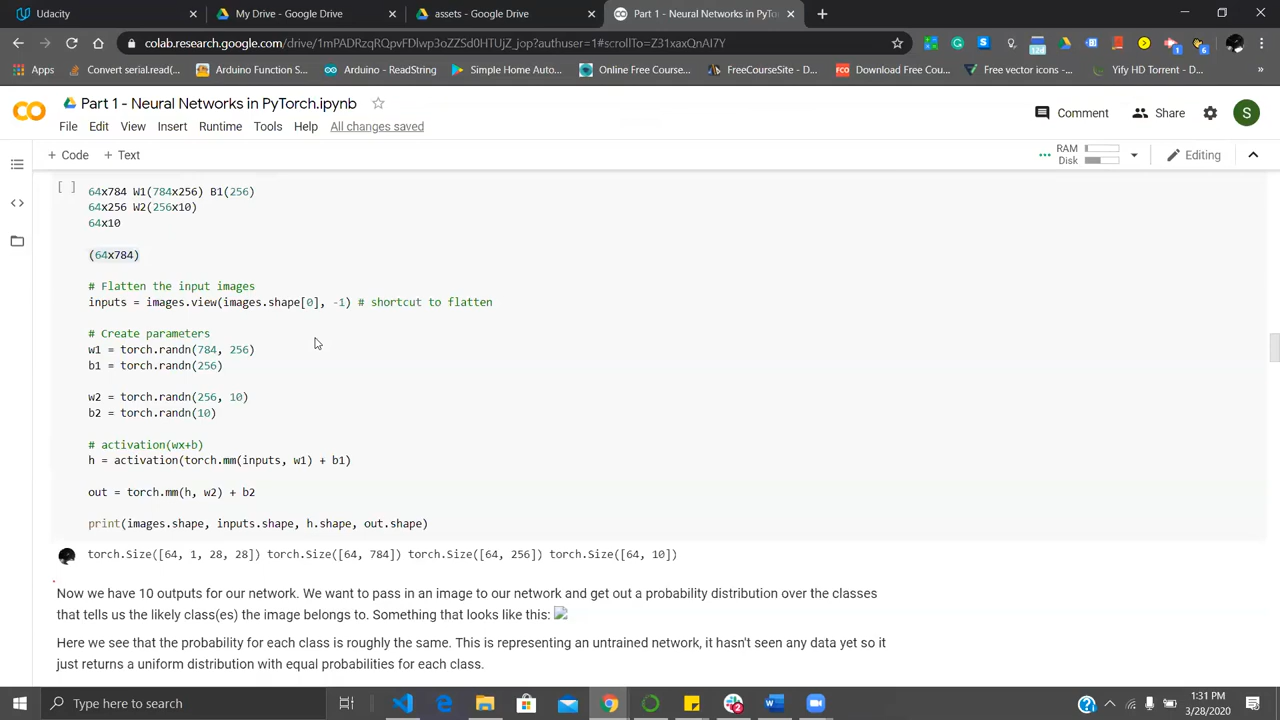 Udacity
My Drive - Google Drive
assets - Google Drive
Part 1 - Neural Networks in PyTo
colab.research.google.com/drive/1mPADRzqRQpvFDlwp3oZZSd0HTUjZ_jop?authuser=1#scrollTo=Z31xaxQnAI7Y
Apps
Convert serial.read(...
Arduino Function S...
Arduino - ReadString
Simple Home Auto...
Online Free Course...
FreeCourseSite - D...
Download Free Cou...
Free vector icons -...
Yify HD Torrent - D...
Part 1 - Neural Networks in PyTorch.ipynb
Comment
Share
S
File Edit View Insert Runtime Tools Help All changes saved
+ Code + Text
RAM
Disk
Editing
[ ] 64x784 W1(784x256) B1(256)
64x256 W2(256x10)
64x10
(64x784)
# Flatten the input images
inputs = images.view(images.shape[0], -1) # shortcut to flatten
# Create parameters
w1 = torch.randn(784, 256)
b1 = torch.randn(256)
w2 = torch.randn(256, 10)
b2 = torch.randn(10)
# activation(wx+b)
h = activation(torch.mm(inputs, w1) + b1)
out = torch.mm(h, w2) + b2
print(images.shape, inputs.shape, h.shape, out.shape)
torch.Size([64, 1, 28, 28]) torch.Size([64, 784]) torch.Size([64, 256]) torch.Size([64, 10])
Now we have 10 outputs for our network. We want to pass in an image to our network and get out a probability distribution over the classes
that tells us the likely class(es) the image belongs to. Something that looks like this:
Here we see that the probability for each class is roughly the same. This is representing an untrained network, it hasn't seen any data yet so it
just returns a uniform distribution with equal probabilities for each class.
Type here to search
1:31 PM
3/28/2020